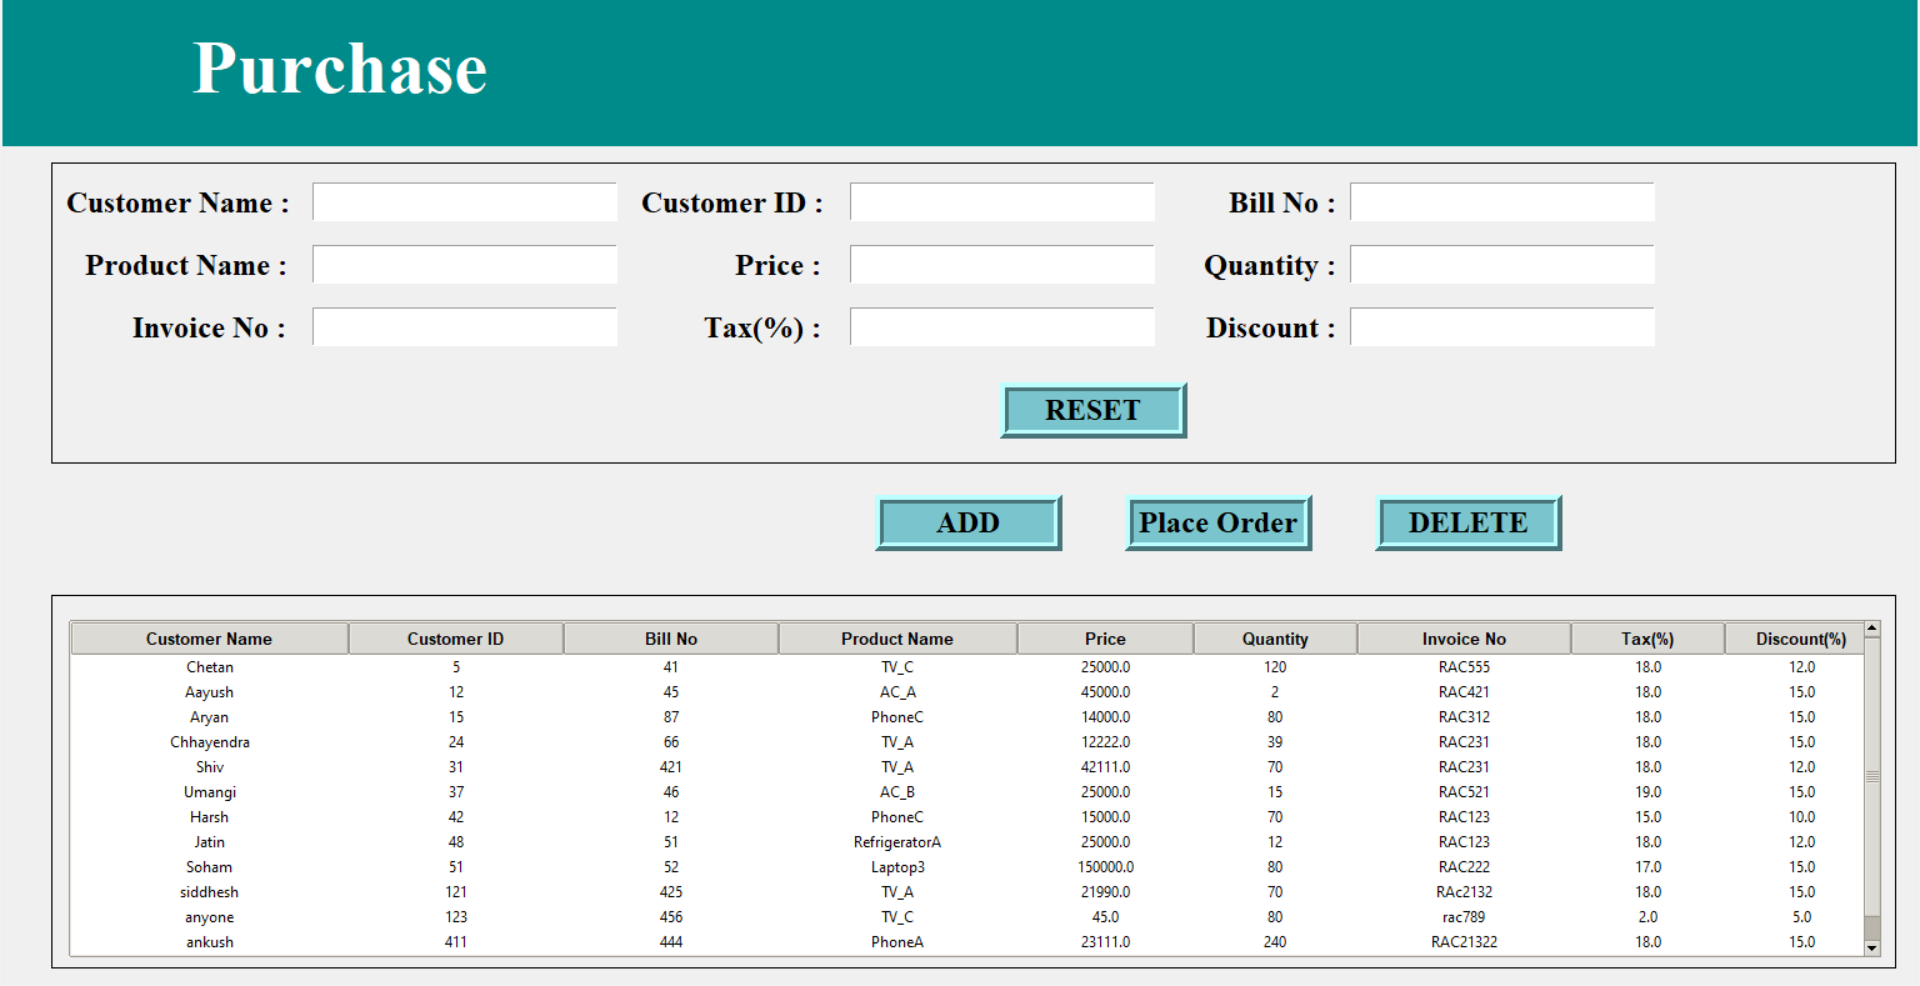 Purchase
Customer Name : Customer ID : Bill No :
Product Name : Price : Quantity :
Invoice No : Tax(%) : Discount :
RESET
ADD Place Order DELETE
Customer Name Customer ID Bill No Product Name Price Quantity Invoice No Tax(%) Discount(%)
Chetan 5 41 TV_C 25000.0 120 RAC555 18.0 12.0
Aayush 12 45 AC_A 45000.0 2 RAC421 18.0 15.0
Aryan 15 87 PhoneC 14000.0 80 RAC312 18.0 15.0
Chhayendra 24 66 TV_A 12222.0 39 RAC231 18.0 15.0
Shiv 31 421 TV_A 42111.0 70 RAC231 18.0 12.0
Umangi 37 46 AC_B 25000.0 15 RAC521 19.0 15.0
Harsh 42 12 PhoneC 15000.0 70 RAC123 15.0 10.0
Jatin 48 51 RefrigeratorA 25000.0 12 RAC123 18.0 12.0
Soham 51 52 Laptop3 150000.0 80 RAC222 17.0 15.0
siddhesh 121 425 TV_A 21990.0 70 RAc2132 18.0 15.0
anyone 123 456 TV_C 45.0 80 rac789 2.0 5.0
ankush 411 444 PhoneA 23111.0 240 RAC21322 18.0 15.0